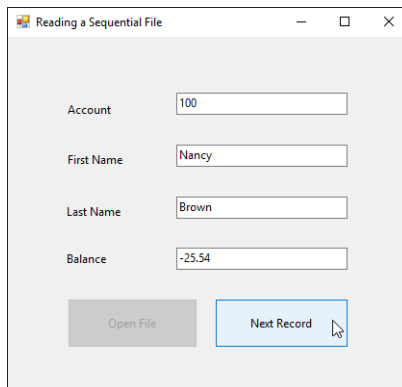 Reading a Sequential File
Account 100
First Name Nancy
Last Name Brown
Balance -25.54
Open File Next Record